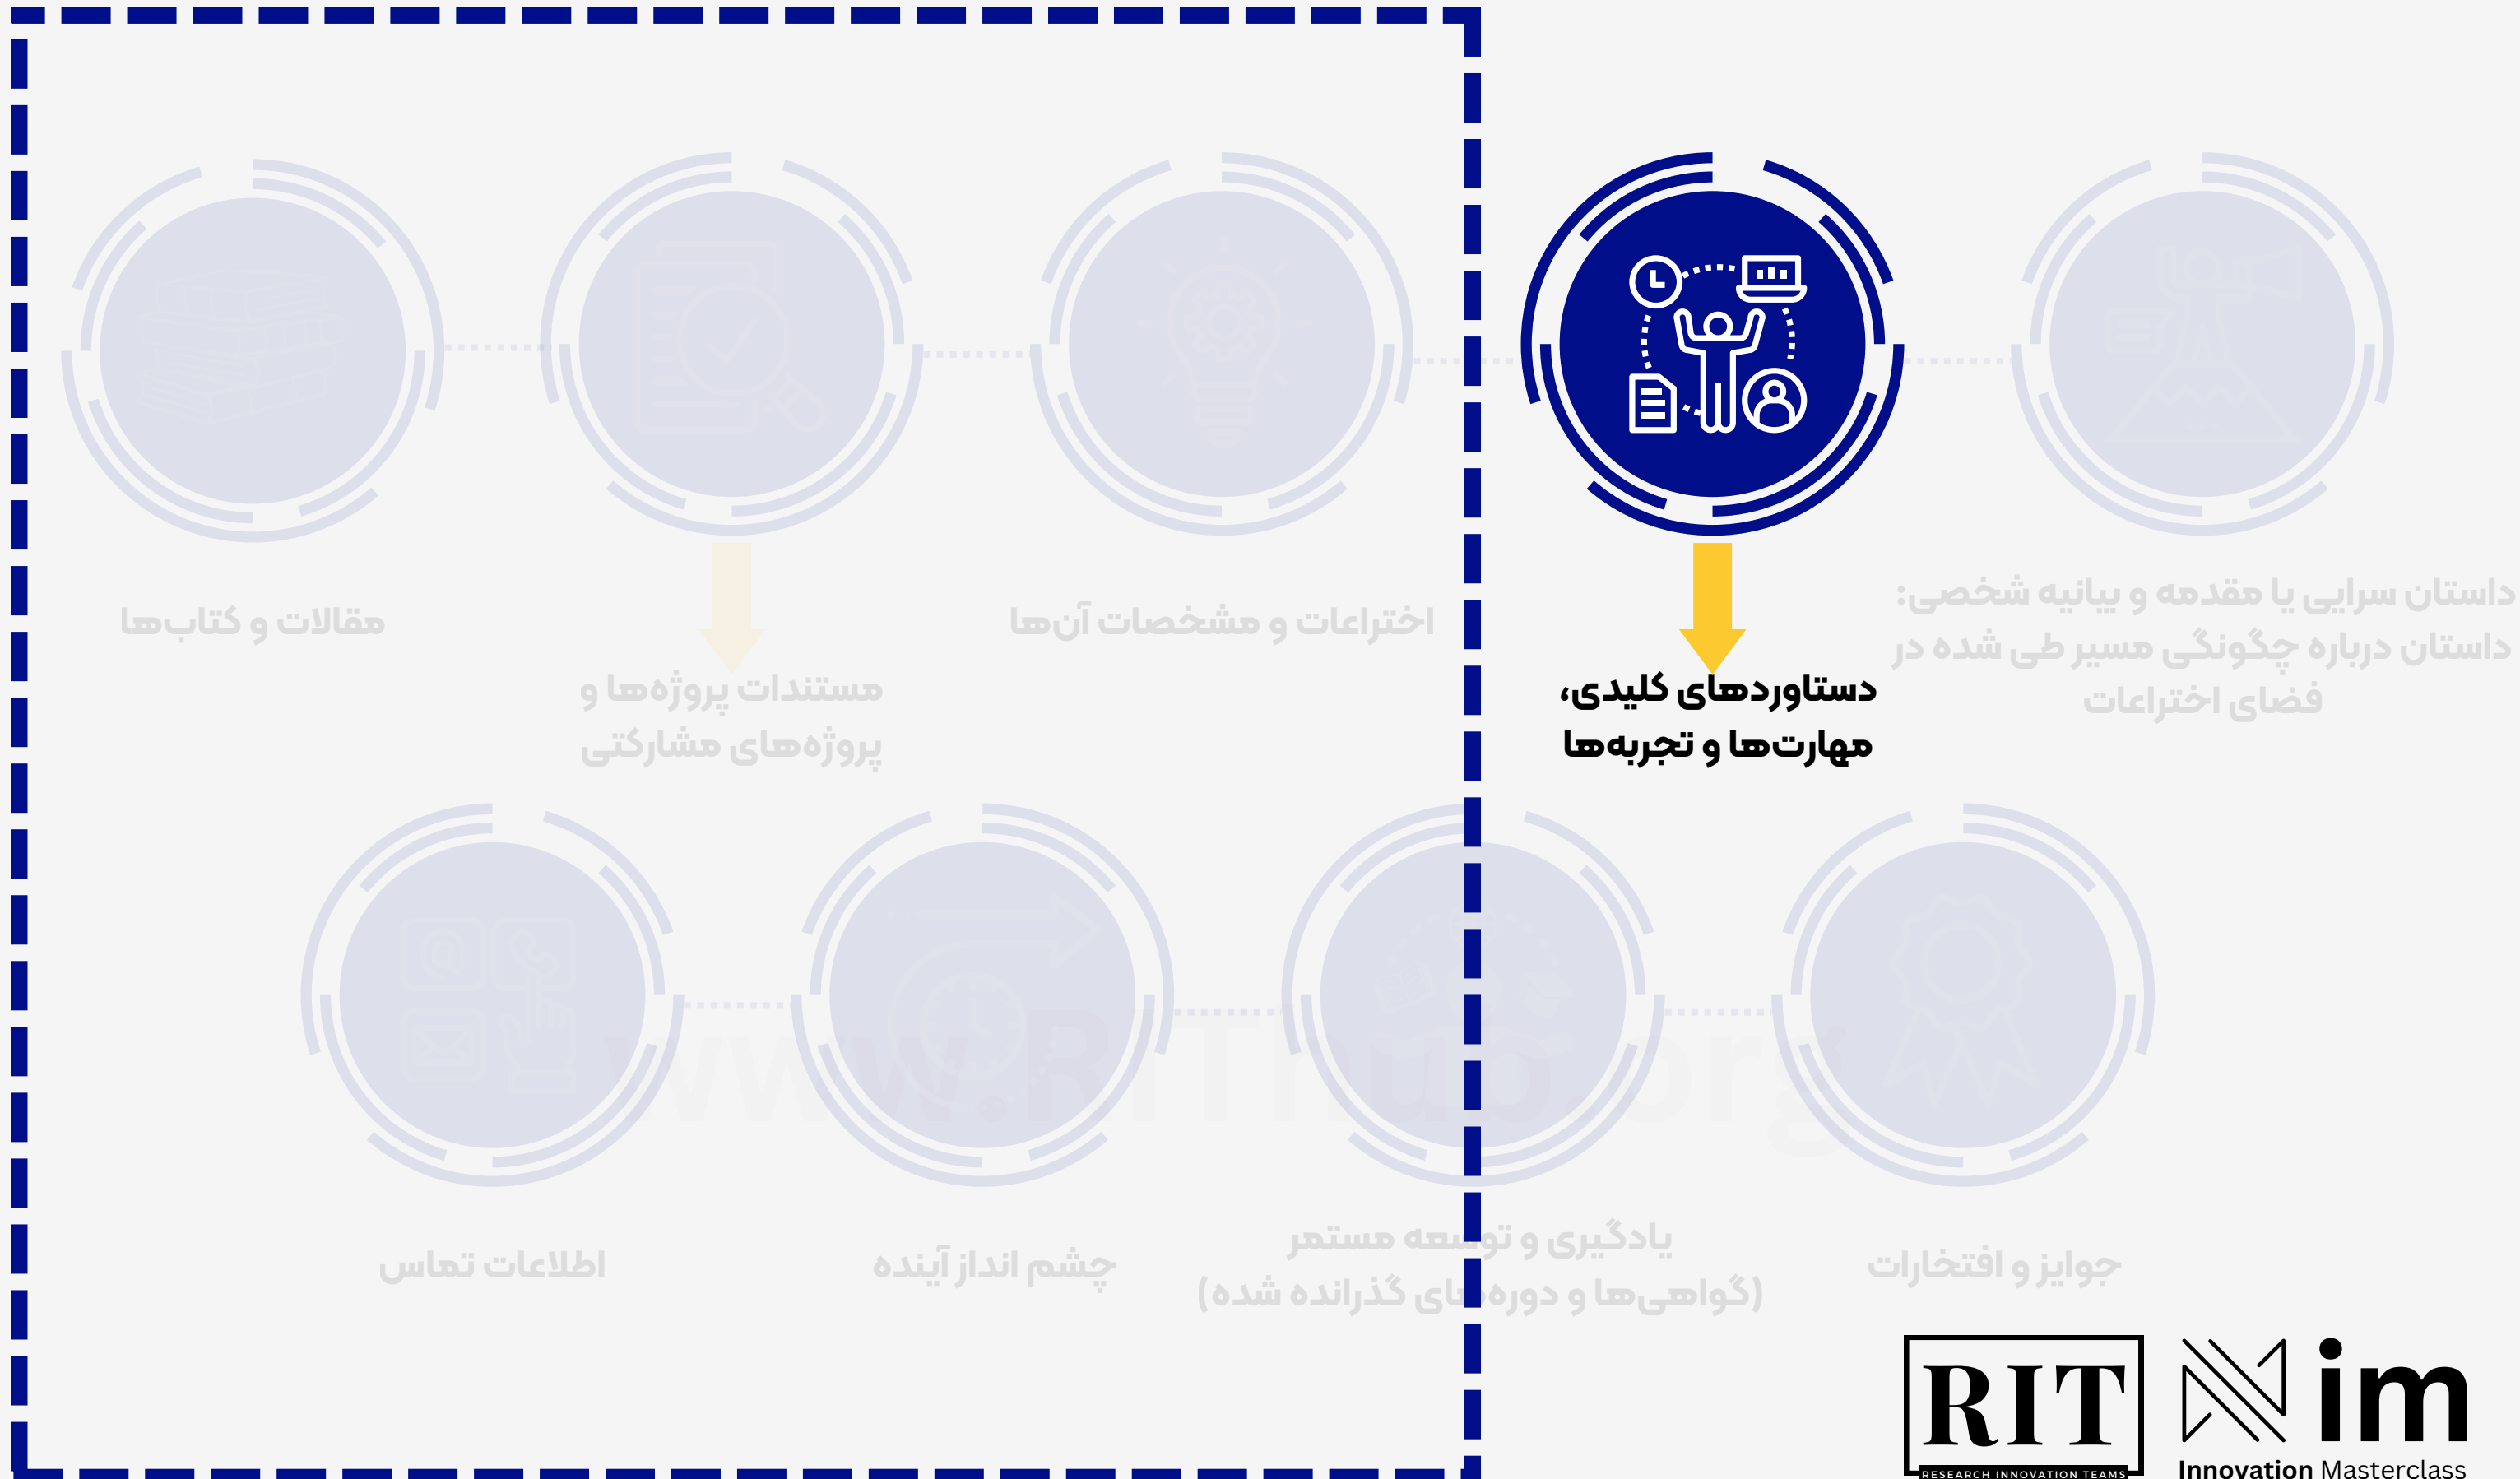 داستان سرایی یا مقدمه و بیانیه شخصی:
داستان درباره چگونگی مسیر طی شده در
فضای اختراعات
دستاوردهای کلیدی،
مهارت‌ها و تجربه‌ها
اختراعات و مشخصات آن‌ها
مستندات پروژه‌ها و
پروژه‌های مشارکتی
مقالات و کتاب‌ها
جوایز و افتخارات
یادگیری و توسعه مستمر
(گواهی‌ها و دوره‌های گذرانده شده)
چشم انداز آینده
اطلاعات تماس
www.RIThub.org
RIT
RESEARCH INNOVATION TEAMS
im
Innovation Masterclass